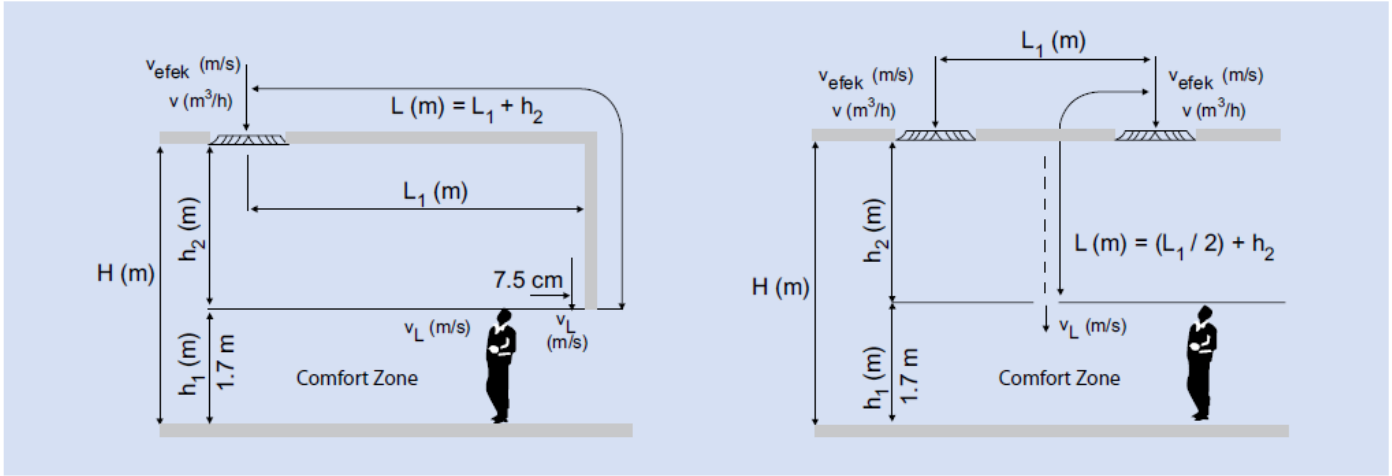 v_efek (m/s)
v (m³/h)
L (m) = L₁ + h₂
L₁ (m)
h₂ (m)
H (m)
7.5 cm
v_L (m/s)
v_L
(m/s)
h₁ (m)
1.7 m
Comfort Zone
L₁ (m)
v_efek (m/s)
v (m³/h)
v_efek (m/s)
v (m³/h)
h₂ (m)
L (m) = (L₁ / 2) + h₂
H (m)
v_L (m/s)
h₁ (m)
1.7 m
Comfort Zone